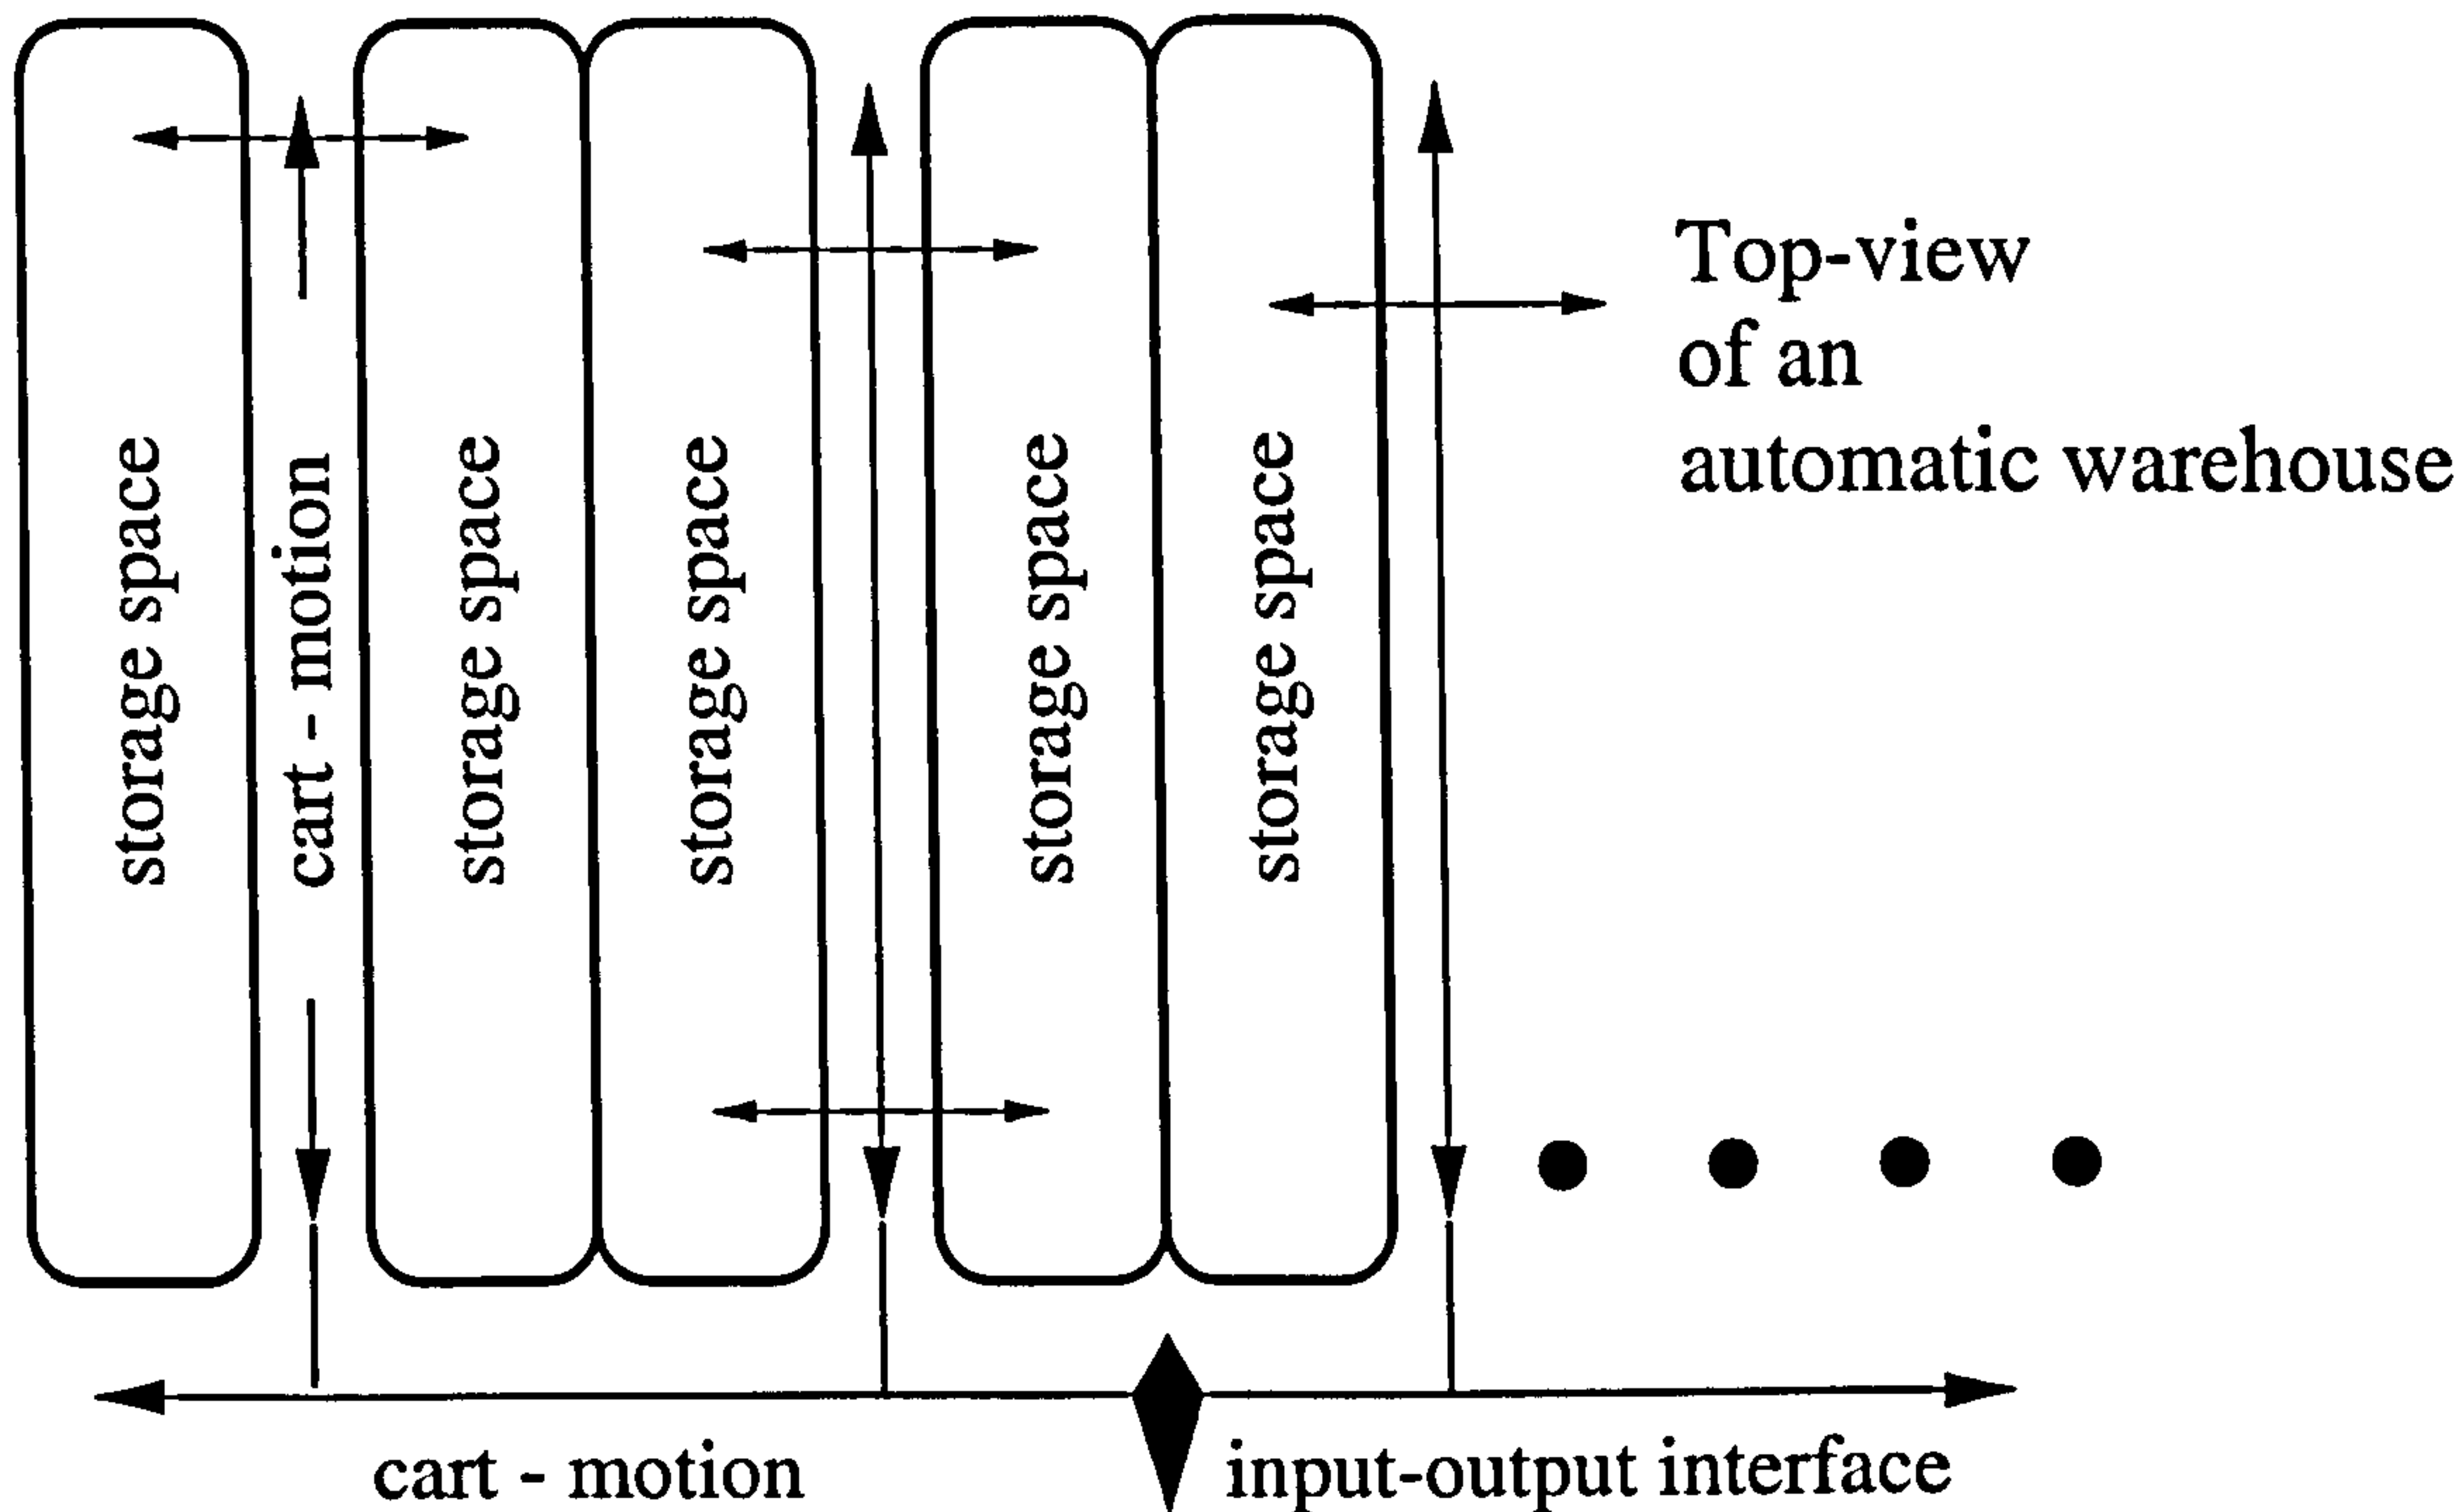 storage space
cart - motion
storage space
storage space
storage space
storage space
Top-view
of an
automatic warehouse
cart - motion
input-output interface